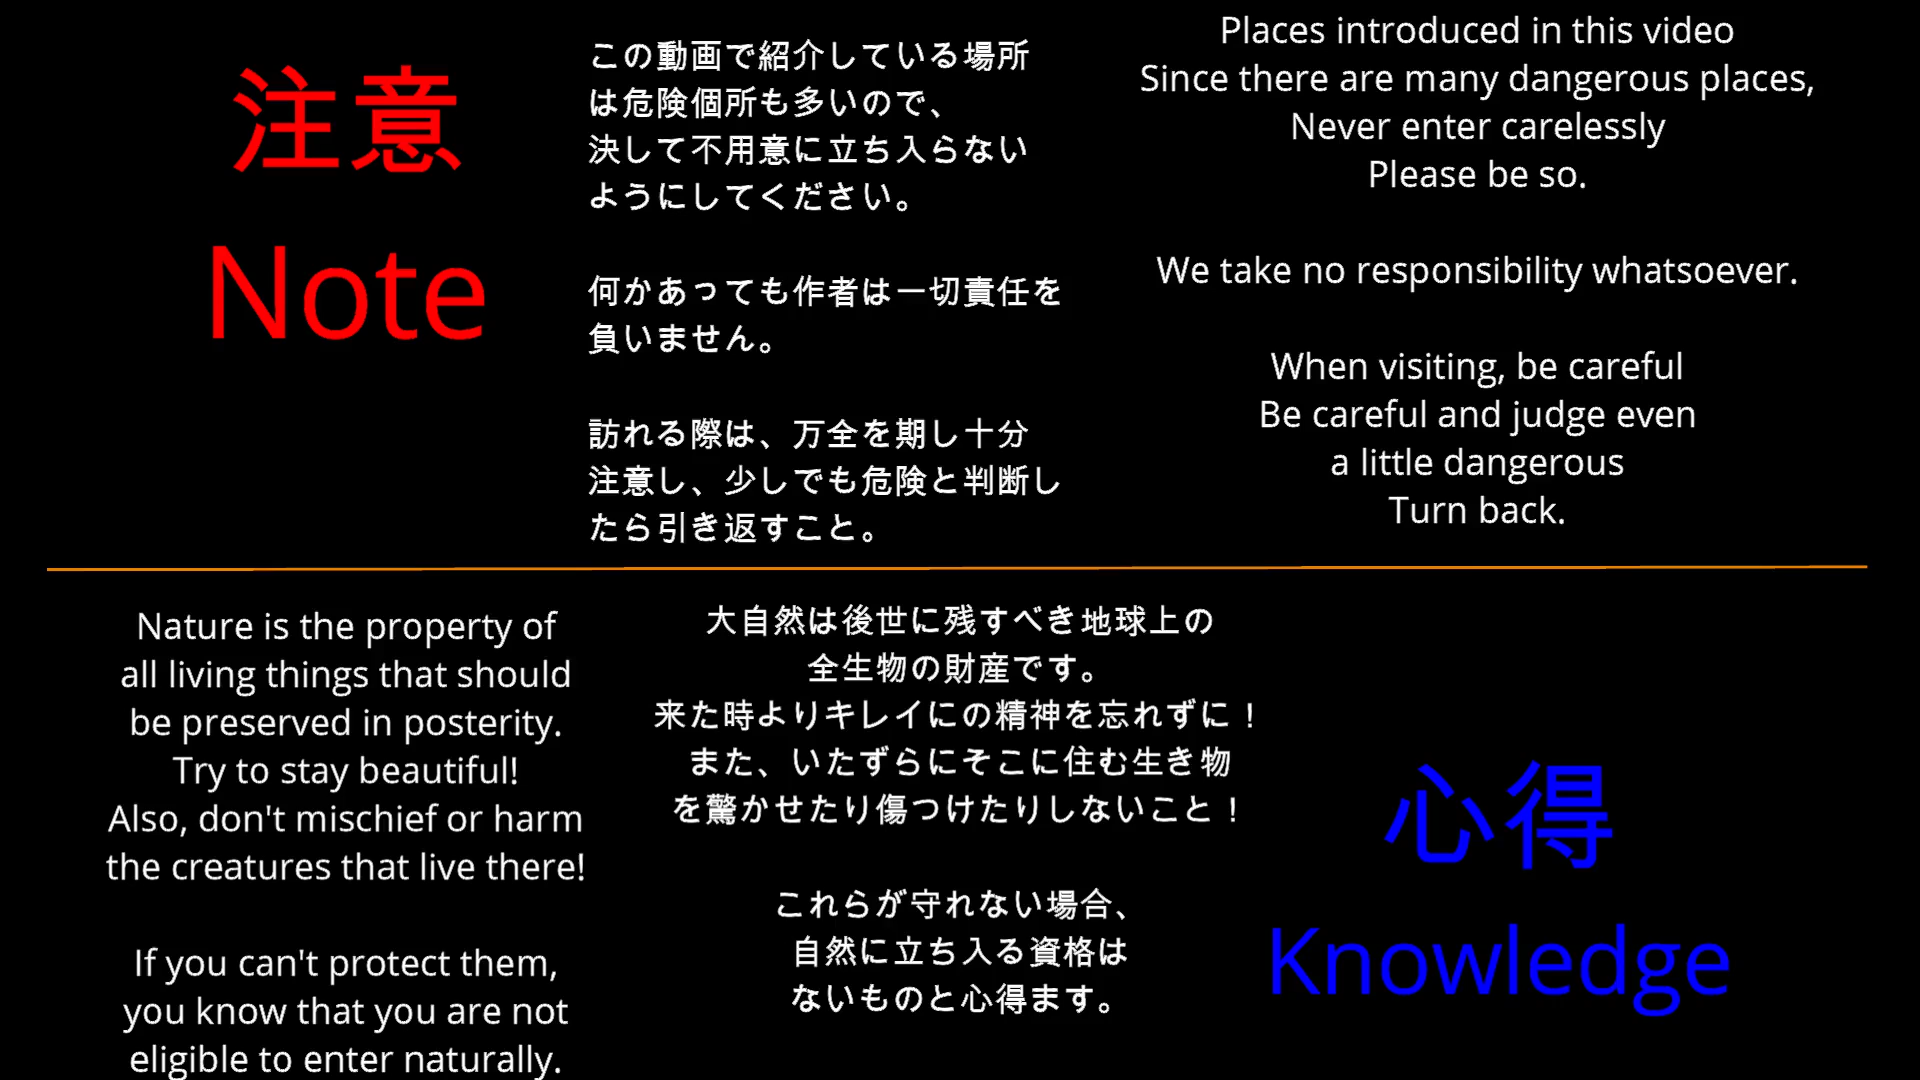 注意
Note
この動画で紹介している場所
は危険個所も多いので、
決して不用意に立ち入らない
ようにしてください。
何かあっても作者は一切責任を
負いません。
訪れる際は、万全を期し十分
注意し、少しでも危険と判断し
たら引き返すこと。
Places introduced in this video
Since there are many dangerous places,
Never enter carelessly
Please be so.
We take no responsibility whatsoever.
When visiting, be careful
Be careful and judge even
a little dangerous
Turn back.
Nature is the property of
all living things that should
be preserved in posterity.
Try to stay beautiful!
Also, don't mischief or harm
the creatures that live there!
If you can't protect them,
you know that you are not
eligible to enter naturally.
大自然は後世に残すべき地球上の
全生物の財産です。
来た時よりキレイにの精神を忘れずに！
また、いたずらにそこに住む生き物
を驚かせたり傷つけたりしないこと！
これらが守れない場合、
自然に立ち入る資格は
ないものと心得ます。
心得
Knowledge